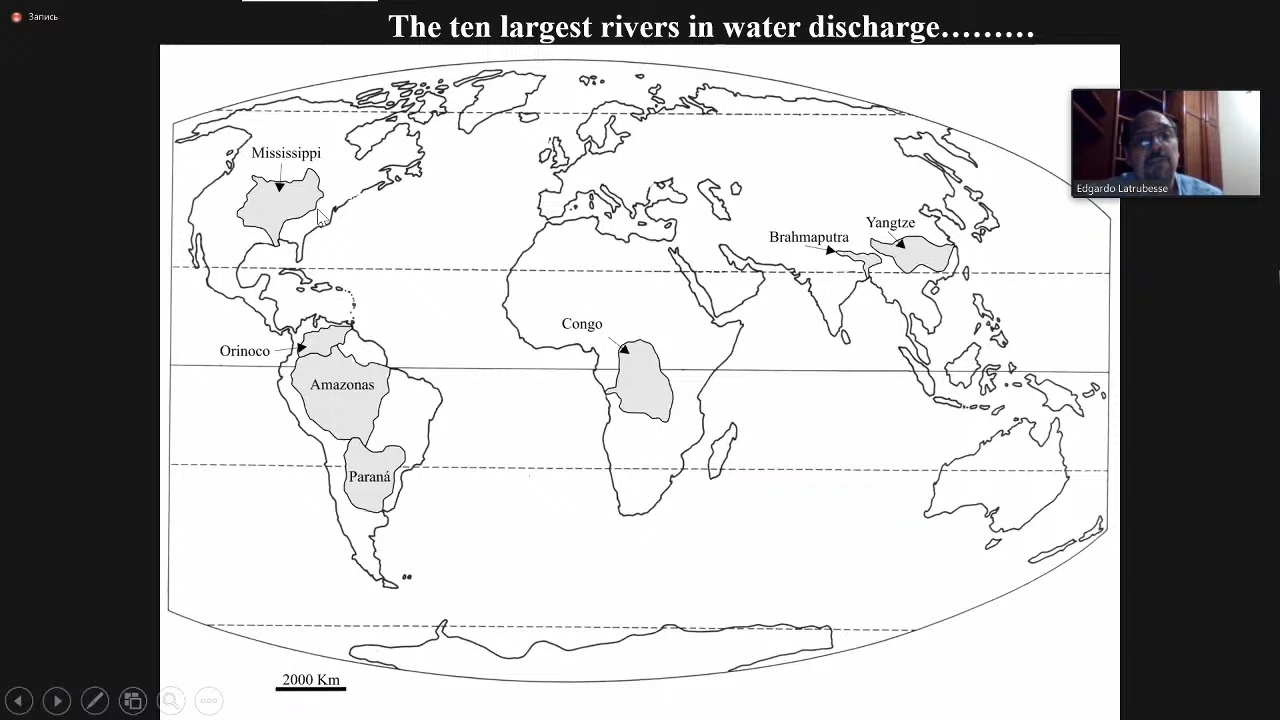 Запись
The ten largest rivers in water discharge.........
Mississippi
Edgardo Latrubesse
Yangtze
Brahmaputra
Congo
Orinoco
Amazonas
Paraná
2000 Km